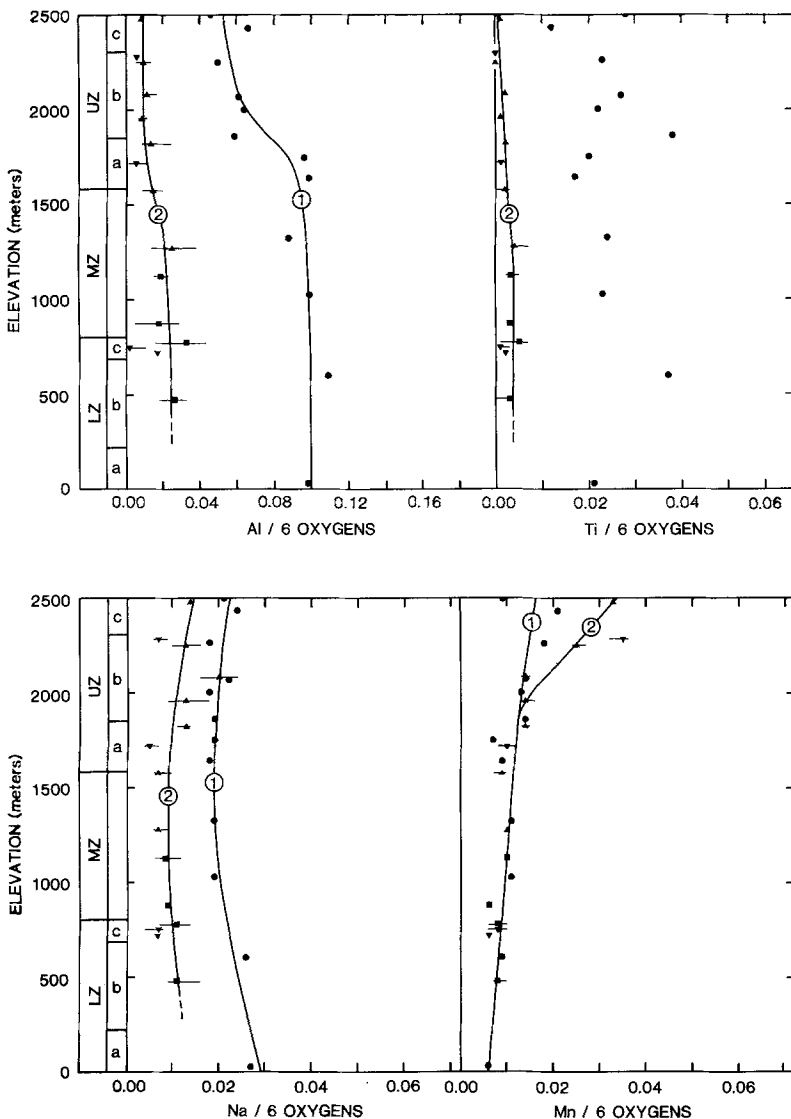 2500
2000
1500
1000
500
0
ELEVATION (meters)
UZ
MZ
LZ
c
b
a
c
b
a
1
2
0.00 0.04 0.08 0.12 0.16
Al / 6 OXYGENS
2
0.00 0.02 0.04 0.06
Ti / 6 OXYGENS
2500
2000
1500
1000
500
0
ELEVATION (meters)
UZ
MZ
LZ
c
b
a
c
b
a
2
1
0.00 0.02 0.04 0.06
Na / 6 OXYGENS
1
2
0.00 0.02 0.04 0.06
Mn / 6 OXYGENS